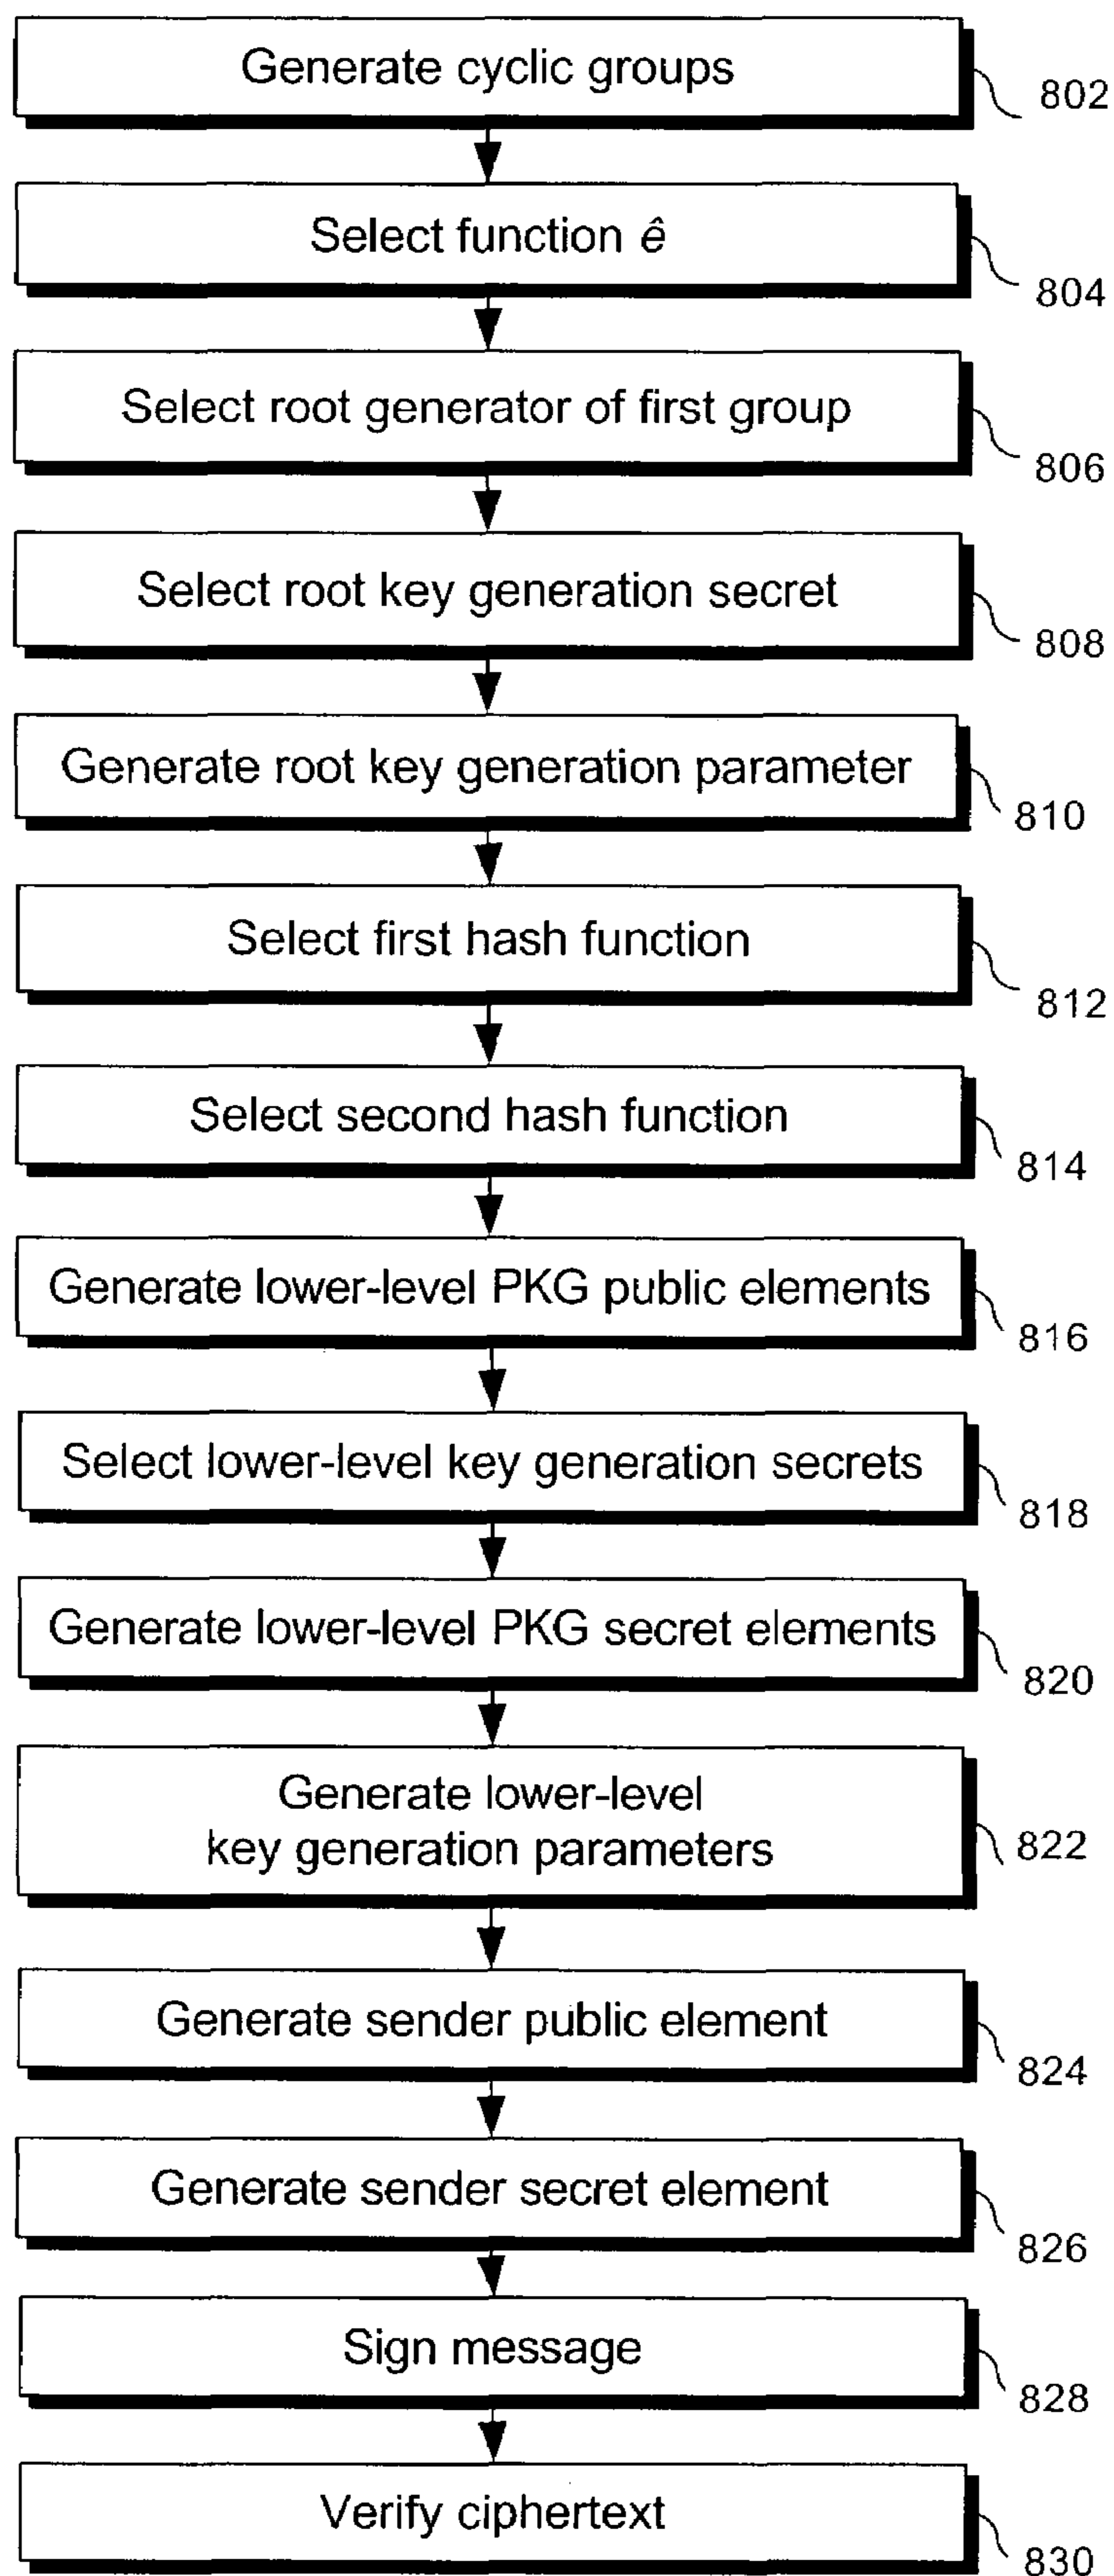 Generate cyclic groups
802
Select function ê
804
Select root generator of first group
806
Select root key generation secret
808
Generate root key generation parameter
810
Select first hash function
812
Select second hash function
814
Generate lower-level PKG public elements
816
Select lower-level key generation secrets
818
Generate lower-level PKG secret elements
820
Generate lower-level
key generation parameters
822
Generate sender public element
824
Generate sender secret element
826
Sign message
828
Verify ciphertext
830